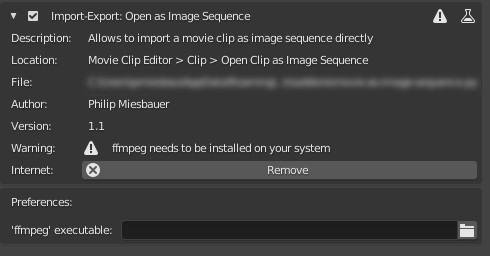 Import-Export: Open as Image Sequence
Description: Allows to import a movie clip as image sequence directly
Location: Movie Clip Editor > Clip > Open Clip as Image Sequence
File:
Author: Philip Miesbauer
Version: 1.1
Warning: ffmpeg needs to be installed on your system
Internet: Remove
Preferences:
'ffmpeg' executable: